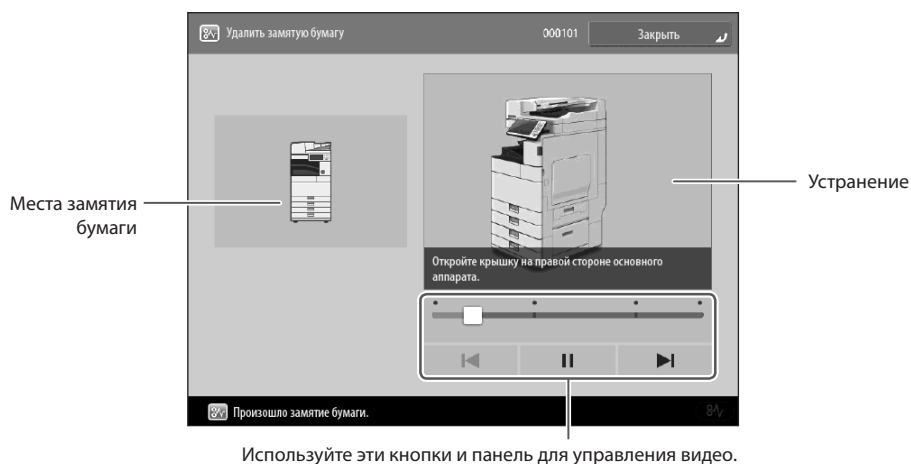 Удалить замятую бумагу
000101
Закрыть
Места замятия
бумаги
Устранение
Откройте крышку на правой стороне основного
аппарата.
Произошло замятие бумаги.
Используйте эти кнопки и панель для управления видео.